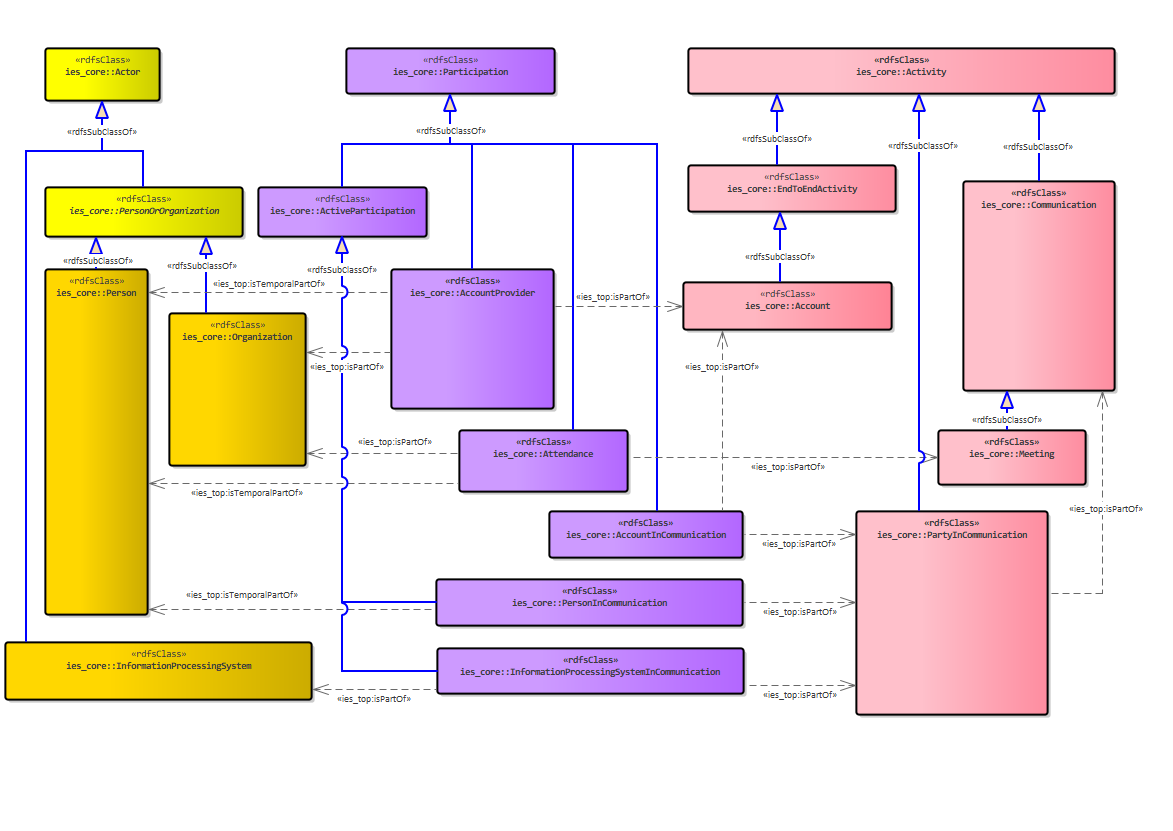 «rdfsClass»
ies_core::Actor
«rdfsClass»
ies_core::Participation
«rdfsClass»
ies_core::Activity
«rdfsSubClassOf»
«rdfsSubClassOf»
«rdfsSubClassOf»
«rdfsSubClassOf»
«rdfsSubClassOf»
«rdfsClass»
ies_core::PersonOrOrganization
«rdfsClass»
ies_core::ActiveParticipation
«rdfsClass»
ies_core::EndToEndActivity
«rdfsClass»
ies_core::Communication
«rdfsSubClassOf»
«rdfsSubClassOf»
«rdfsSubClassOf»
«rdfsSubClassOf»
«rdfsClass»
ies_core::Person
«ies_top:isTemporalPartOf»
«rdfsClass»
ies_core::AccountProvider
«ies_top:isPartOf»
«rdfsClass»
ies_core::Account
«rdfsClass»
ies_core::Organization
«ies_top:isPartOf»
«ies_top:isPartOf»
«rdfsSubClassOf»
«ies_top:isPartOf»
«rdfsClass»
ies_core::Attendance
«rdfsClass»
ies_core::Meeting
«ies_top:isPartOf»
«ies_top:isTemporalPartOf»
«ies_top:isPartOf»
«rdfsClass»
ies_core::AccountInCommunication
«rdfsClass»
ies_core::PartyInCommunication
«ies_top:isPartOf»
«ies_top:isTemporalPartOf»
«rdfsClass»
ies_core::PersonInCommunication
«ies_top:isPartOf»
«rdfsClass»
ies_core::InformationProcessingSystem
«rdfsClass»
ies_core::InformationProcessingSystemInCommunication
«ies_top:isPartOf»
«ies_top:isPartOf»